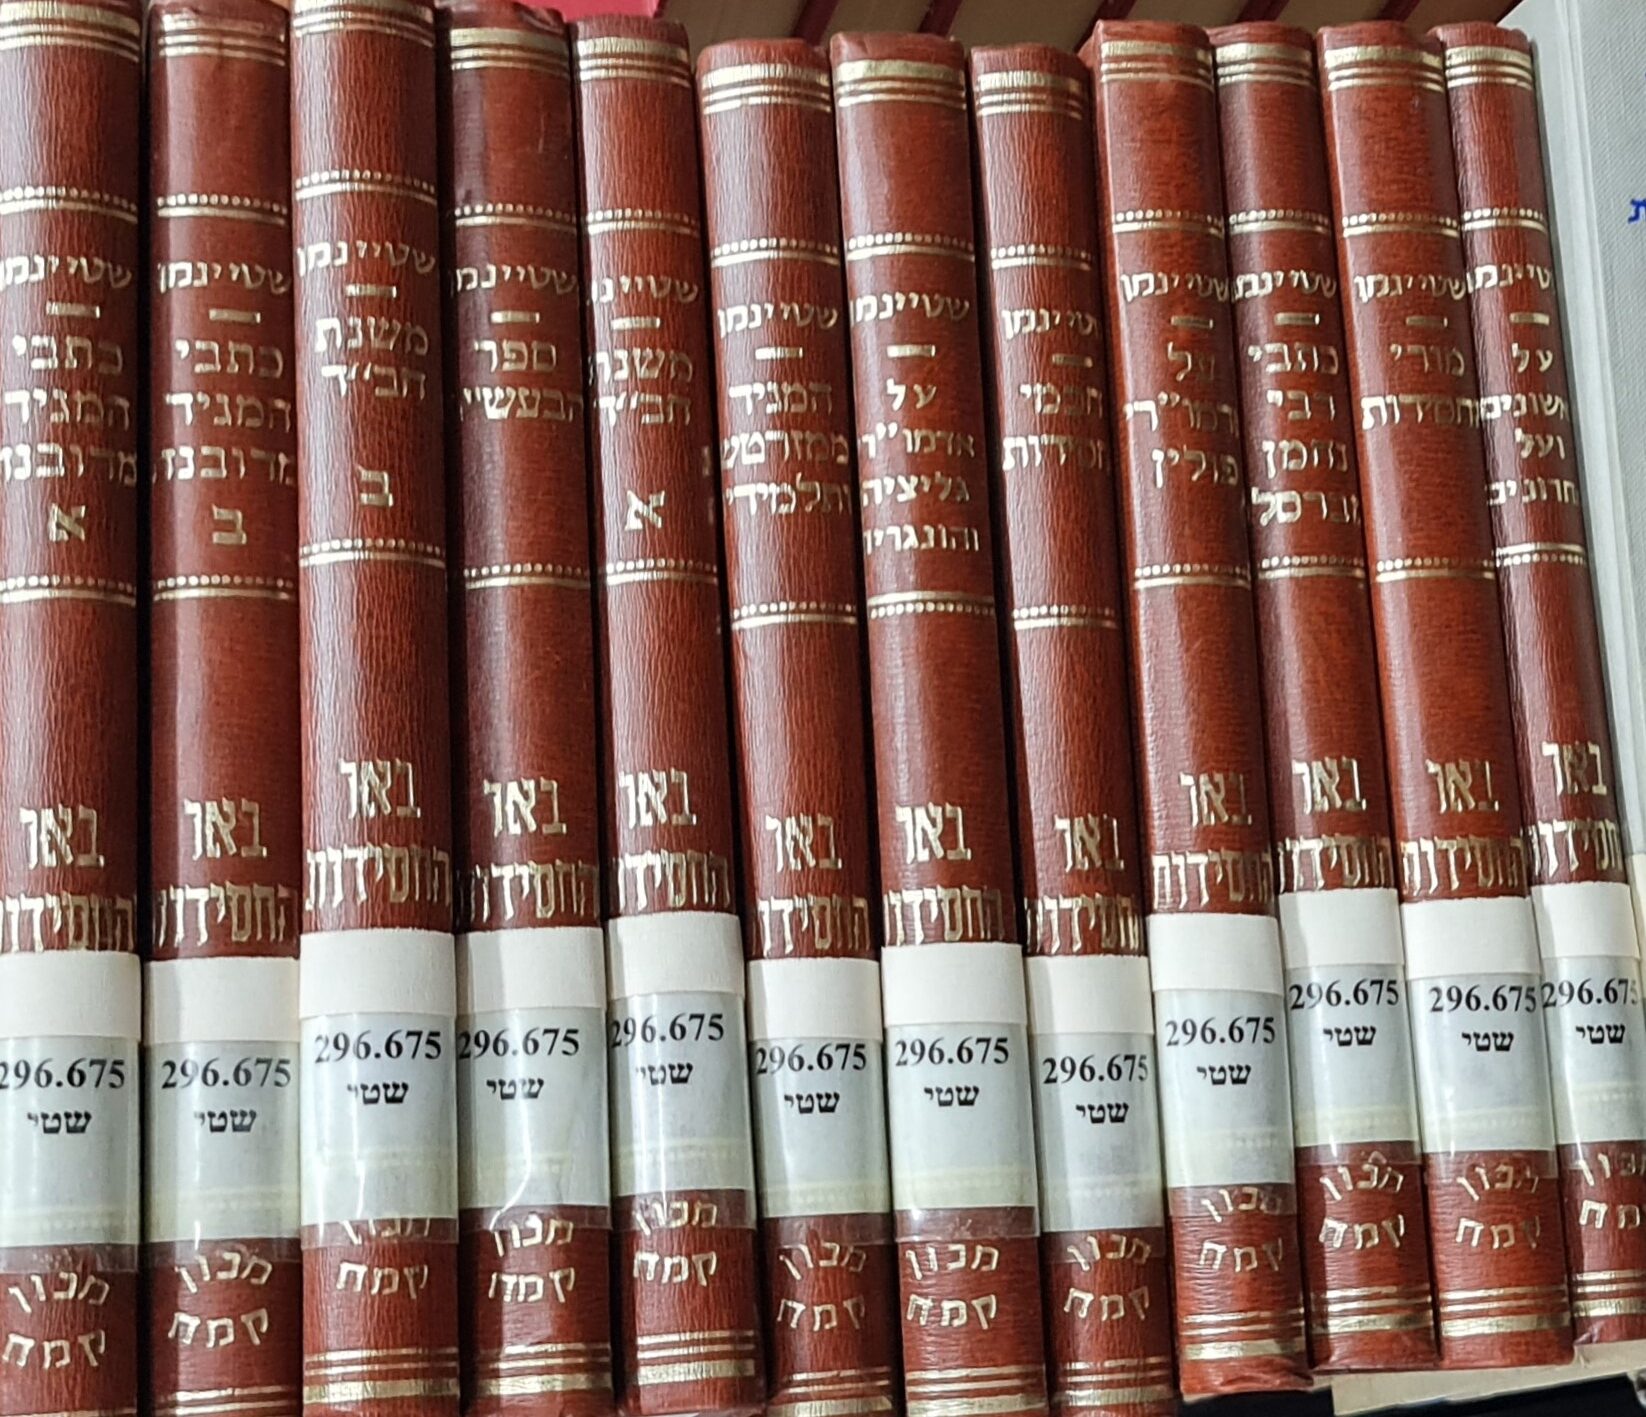 שטיינמן
כתבי
המגיד
מדובנה
א
באר
החסידות
296.675
שטי
מכון
קמח
שטיינמן
כתבי
המגיד
מדובנה
ב
באר
החסידות
296.675
שטי
מכון
קמח
שטיינמן
משנת
חב״ד
ב
באר
החסידות
296.675
שטי
מכון
קמח
שטיינמן
ספר
הבעש״ט
באר
החסידות
296.675
שטי
מכון
קמח
שטיינמן
משנת
חב״ד
א
באר
החסידות
296.675
שטי
מכון
קמח
שטיינמן
המגיד
ממזריטש
ותלמידיו
באר
החסידות
296.675
שטי
מכון
קמח
שטיינמן
על
אדמו״רי
גליציה
והונגריה
באר
החסידות
296.675
שטי
מכון
קמח
שטיינמן
חכמי
חסידות
באר
החסידות
296.675
שטי
מכון
קמח
שטיינמן
על
אדמו״רי
פולין
באר
החסידות
296.675
שטי
מכון
קמח
שטיינמן
כתבי
רבי
נחמן
מברסלב
באר
החסידות
296.675
שטי
מכון
קמח
שטיינמן
מורי
חסידות
באר
החסידות
296.675
שטי
מכון
קמח
שטיינמן
על
ראשונים
ועל
אחרונים
באר
החסידות
296.675
שטי
מכון
קמח